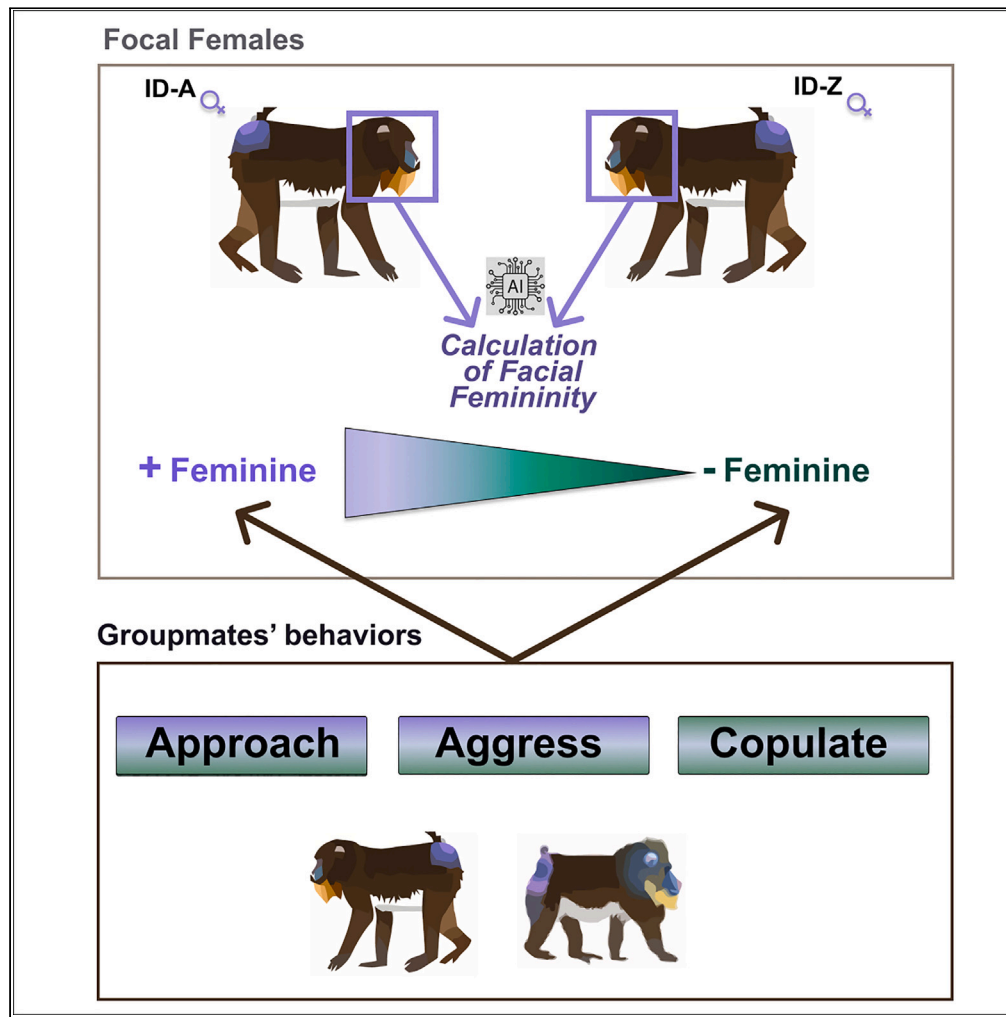 Focal Females
ID-A
ID-Z
AI
Calculation
of Facial
Femininity
+ Feminine
- Feminine
Groupmates’ behaviors
Approach
Aggress
Copulate